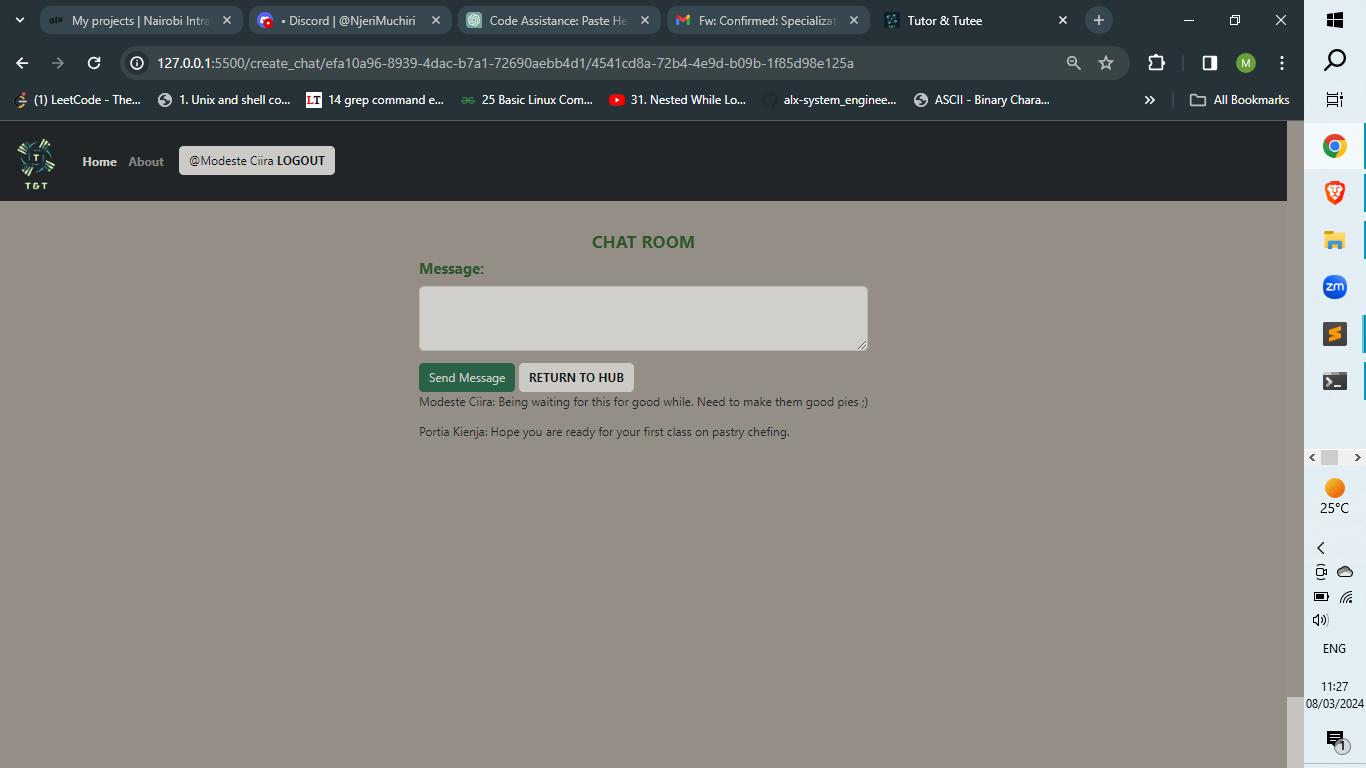 My projects | Nairobi Intra
• Discord | @NjeriMuchiri
Code Assistance: Paste He
Fw: Confirmed: Specializat
Tutor & Tutee
127.0.0.1:5500/create_chat/efa10a96-8939-4dac-b7a1-72690aebb4d1/4541cd8a-72b4-4e9d-b09b-1f85d98e125a
M
(1) LeetCode - The...
1. Unix and shell co...
LT 14 grep command e...
25 Basic Linux Com...
31. Nested While Lo...
alx-system_enginee...
ASCII - Binary Chara...
All Bookmarks
T
T&T
Home
About
@Modeste Ciira LOGOUT
CHAT ROOM
Message:
Send Message
RETURN TO HUB
Modeste Ciira: Being waiting for this for good while. Need to make them good pies ;)
Portia Kienja: Hope you are ready for your first class on pastry chefing.
zm
25°C
ENG
11:27
08/03/2024
1